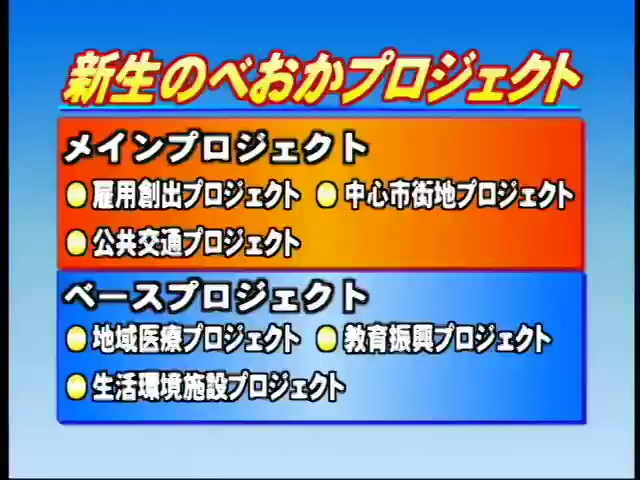 新生のべおかプロジェクト
メインプロジェクト
雇用創出プロジェクト 中心市街地プロジェクト
公共交通プロジェクト
ベースプロジェクト
地域医療プロジェクト 教育振興プロジェクト
生活環境施設プロジェクト